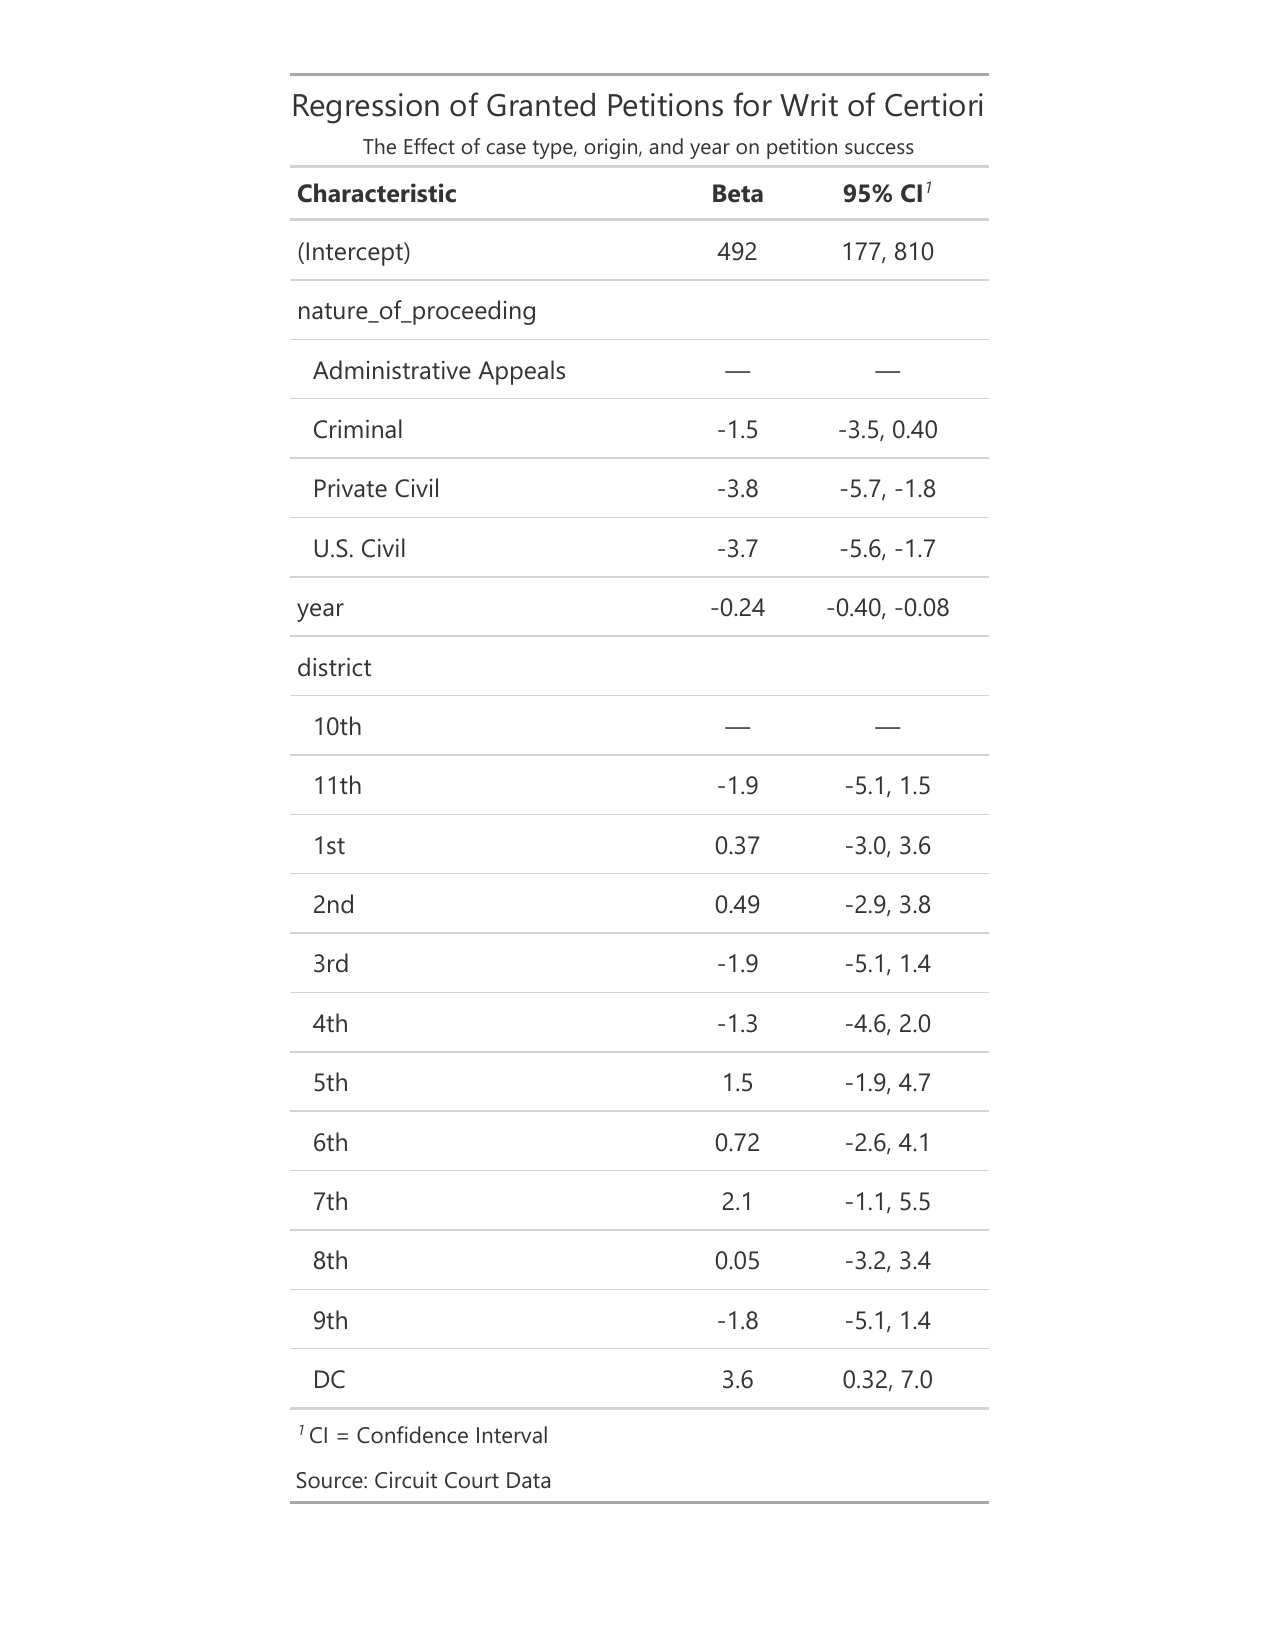 Regression of Granted Petitions for Writ of Certiori
The Effect of case type, origin, and year on petition success
Characteristic Beta 95% CI1
(Intercept) 492 177, 810
nature_of_proceeding
Administrative Appeals — —
Criminal -1.5 -3.5, 0.40
Private Civil -3.8 -5.7, -1.8
U.S. Civil -3.7 -5.6, -1.7
year -0.24 -0.40, -0.08
district
10th — —
11th -1.9 -5.1, 1.5
1st 0.37 -3.0, 3.6
2nd 0.49 -2.9, 3.8
3rd -1.9 -5.1, 1.4
4th -1.3 -4.6, 2.0
5th 1.5 -1.9, 4.7
6th 0.72 -2.6, 4.1
7th 2.1 -1.1, 5.5
8th 0.05 -3.2, 3.4
9th -1.8 -5.1, 1.4
DC 3.6 0.32, 7.0
1 CI = Confidence Interval
Source: Circuit Court Data